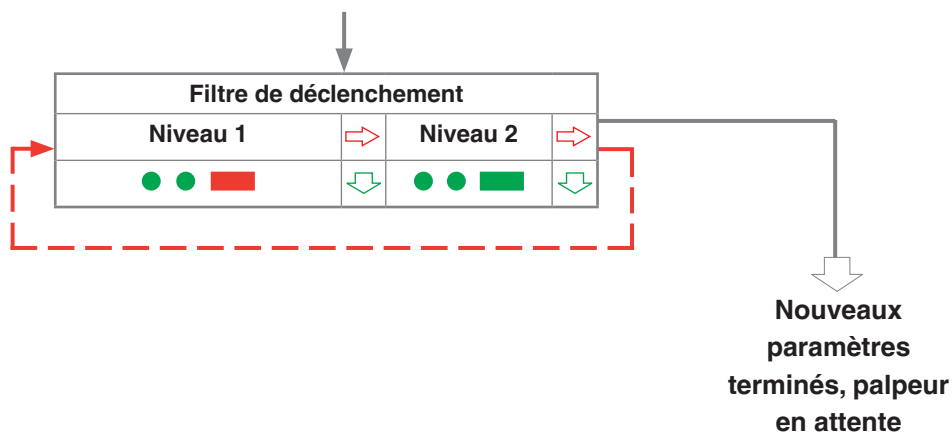 Filtre de déclenchement
Niveau 1
Niveau 2
Nouveaux
paramètres
terminés, palpeur
en attente